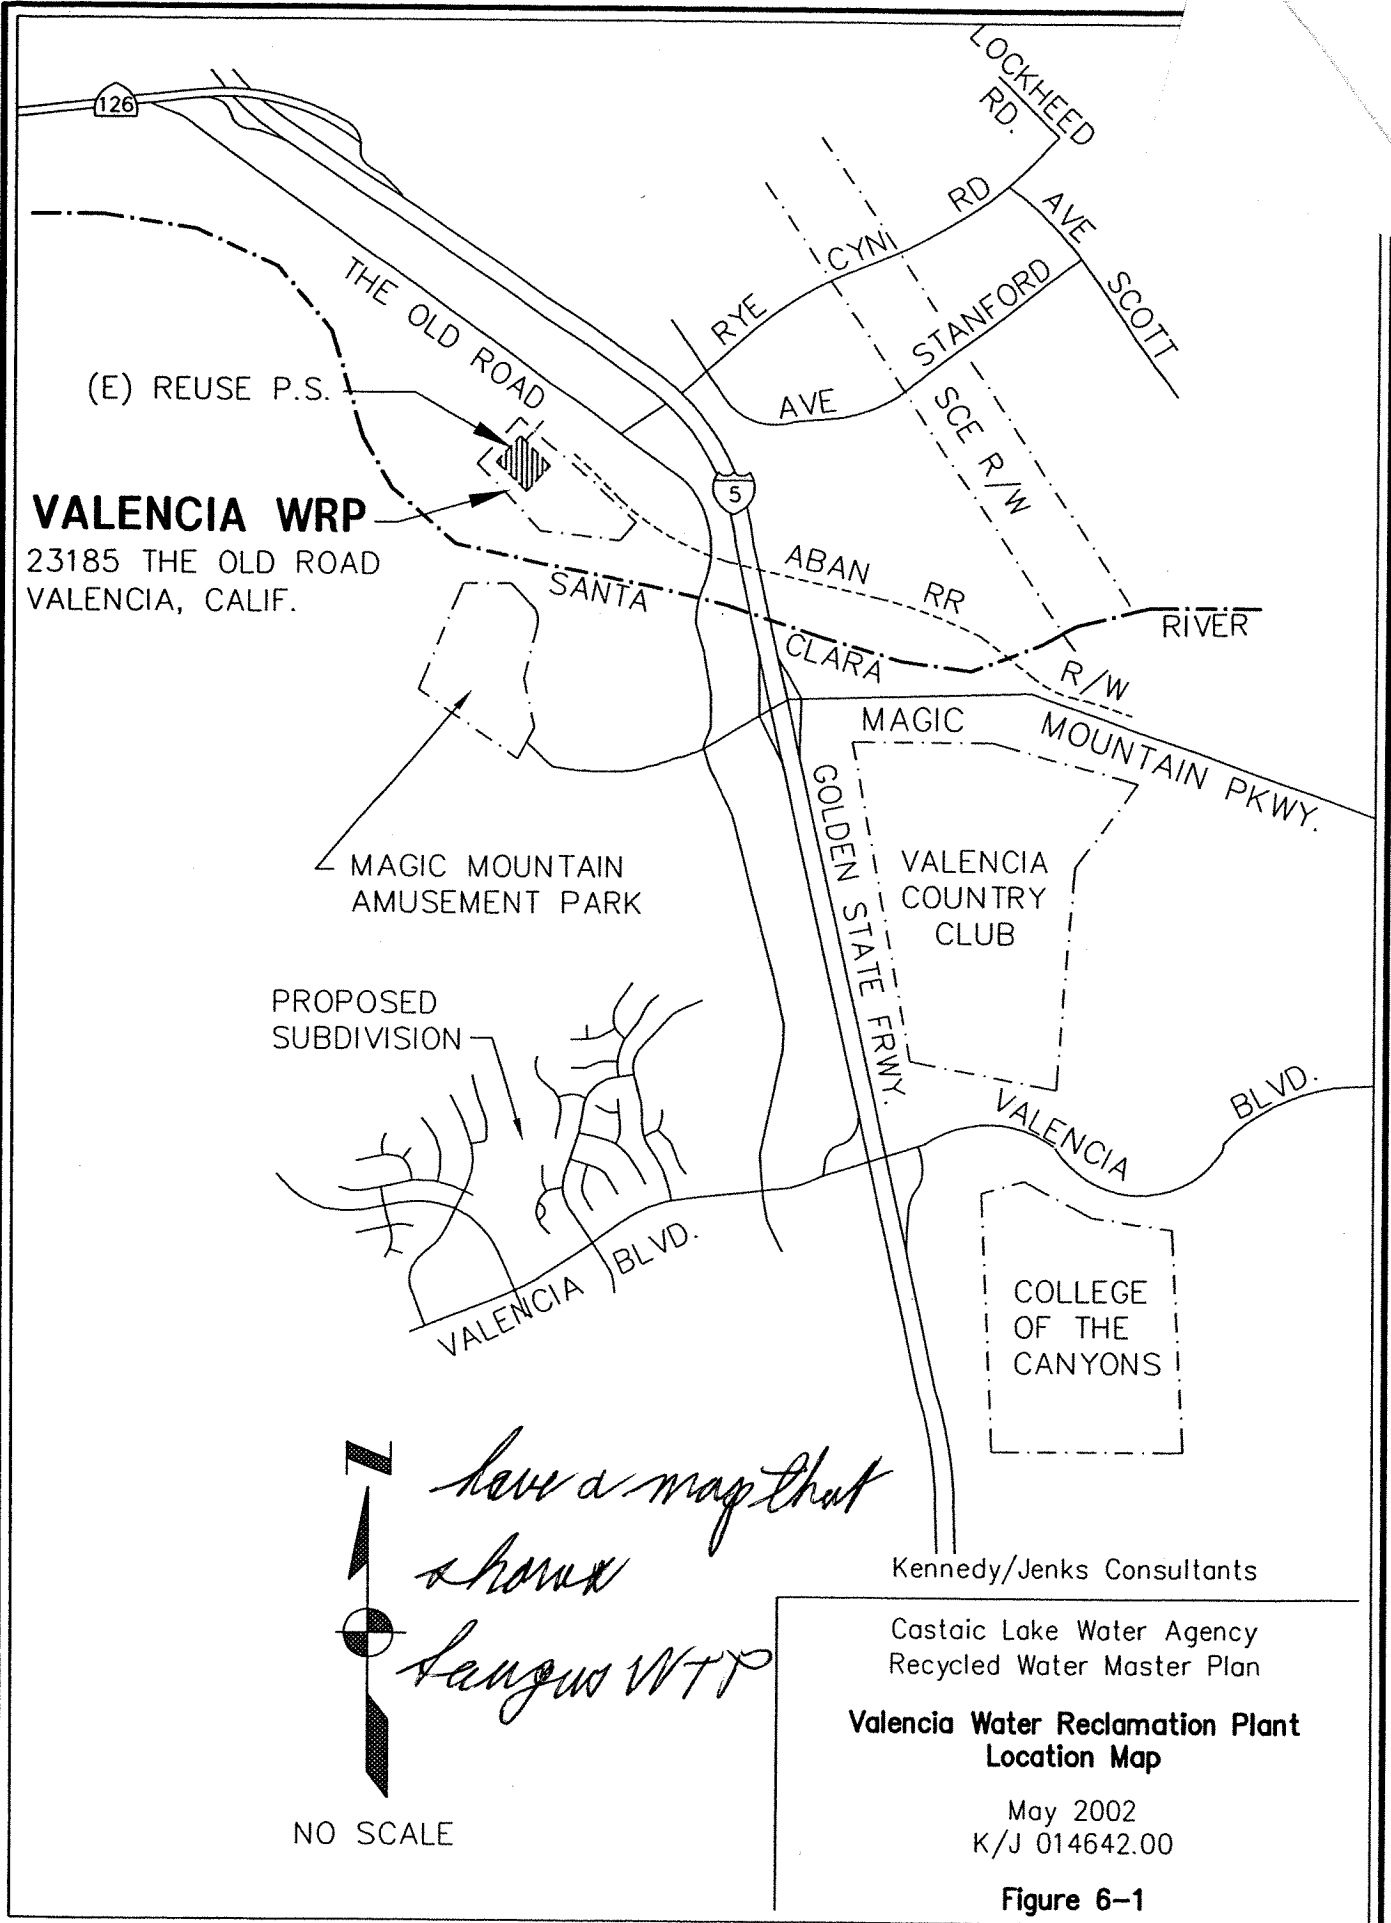 126
LOCKHEED
RD.
RYE CYN RD
AVE SCOTT
AVE STANFORD
THE OLD ROAD
SCE R/W
(E) REUSE P.S.
VALENCIA WRP
23185 THE OLD ROAD
VALENCIA, CALIF.
5
ABAN RR R/W
SANTA CLARA RIVER
MAGIC MOUNTAIN PKWY.
GOLDEN STATE FRWY.
MAGIC MOUNTAIN
AMUSEMENT PARK
VALENCIA
COUNTRY
CLUB
PROPOSED
SUBDIVISION
VALENCIA BLVD.
VALENCIA BLVD.
COLLEGE
OF THE
CANYONS
N
have a map that
shows
Saugus WTP
NO SCALE
Kennedy/Jenks Consultants
Castaic Lake Water Agency
Recycled Water Master Plan
Valencia Water Reclamation Plant
Location Map
May 2002
K/J 014642.00
Figure 6-1